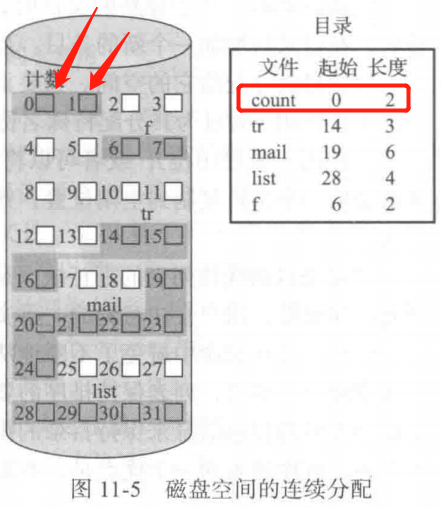 目录
文件 起始 长度
count 0 2
tr 14 3
mail 19 6
list 28 4
f 6 2
计数
0 1 2 3
f
4 5 6 7
8 9 10 11
tr
12 13 14 15
16 17 18 19
mail
20 21 22 23
24 25 26 27
list
28 29 30 31
图 11-5 磁盘空间的连续分配